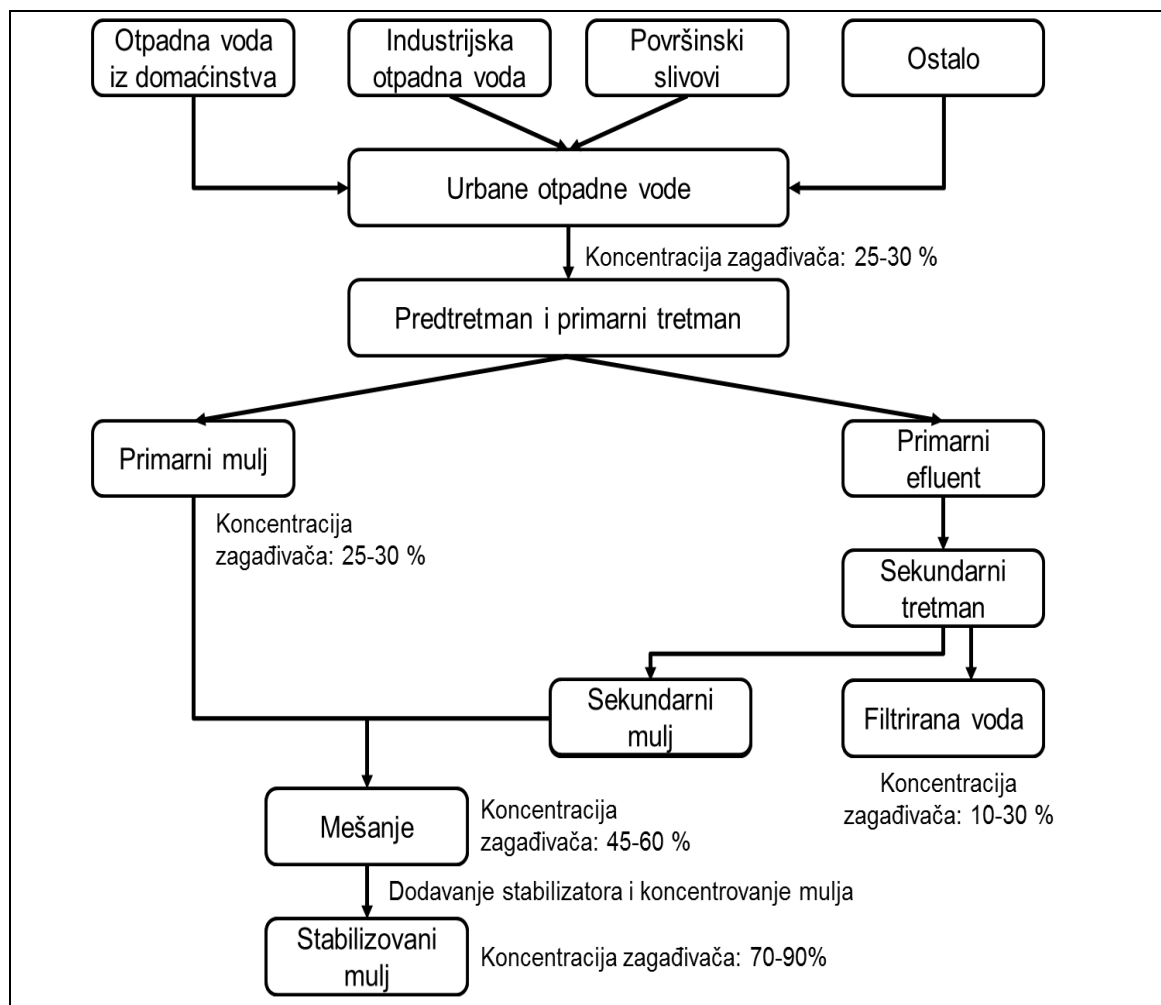 Otpadna voda
iz domaćinstva
Industrijska
otpadna voda
Površinski
slivovi
Ostalo
Urbane otpadne vode
Koncentracija zagađivača: 25-30 %
Predtretman i primarni tretman
Primarni mulj
Primarni
efluent
Koncentracija
zagađivača: 25-30 %
Sekundarni
tretman
Sekundarni
mulj
Filtrirana voda
Koncentracija
zagađivača: 10-30 %
Mešanje
Koncentracija
zagađivača: 45-60 %
Dodavanje stabilizatora i koncentrovanje mulja
Stabilizovani
mulj
Koncentracija zagađivača: 70-90%